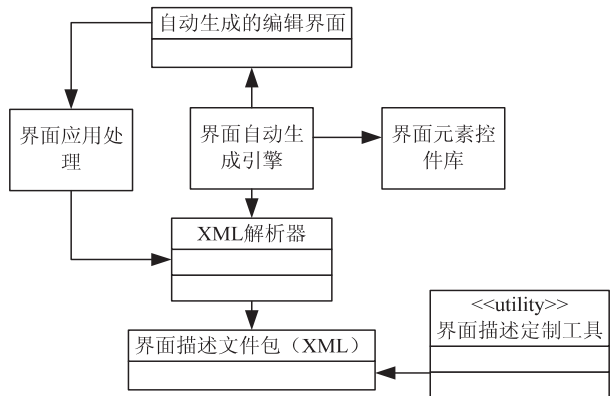 自动生成的编辑界面
界面应用处
理
界面自动生
成引擎
界面元素控
件库
XML解析器
<<utility>>
界面描述定制工具
界面描述文件包（XML）